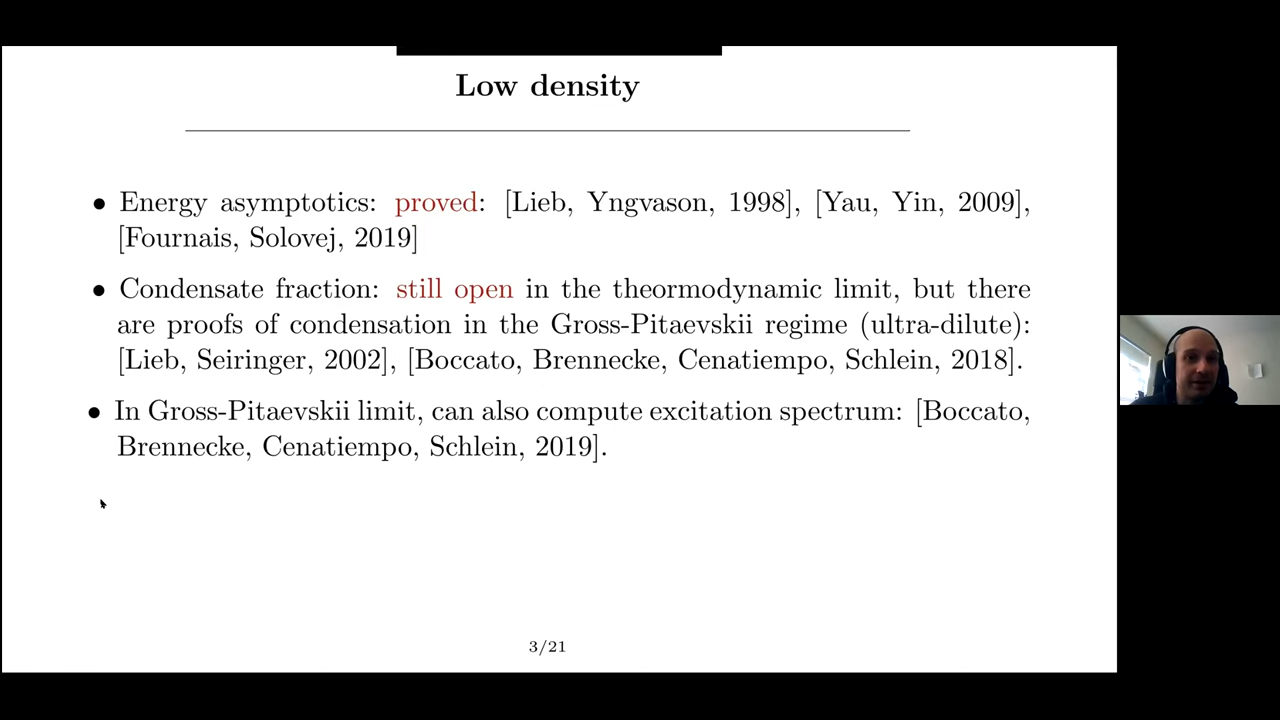 Low density
• Energy asymptotics: proved: [Lieb, Yngvason, 1998], [Yau, Yin, 2009],
[Fournais, Solovej, 2019]
• Condensate fraction: still open in the theormodynamic limit, but there
are proofs of condensation in the Gross-Pitaevskii regime (ultra-dilute):
[Lieb, Seiringer, 2002], [Boccato, Brennecke, Cenatiempo, Schlein, 2018].
• In Gross-Pitaevskii limit, can also compute excitation spectrum: [Boccato,
Brennecke, Cenatiempo, Schlein, 2019].
3/21